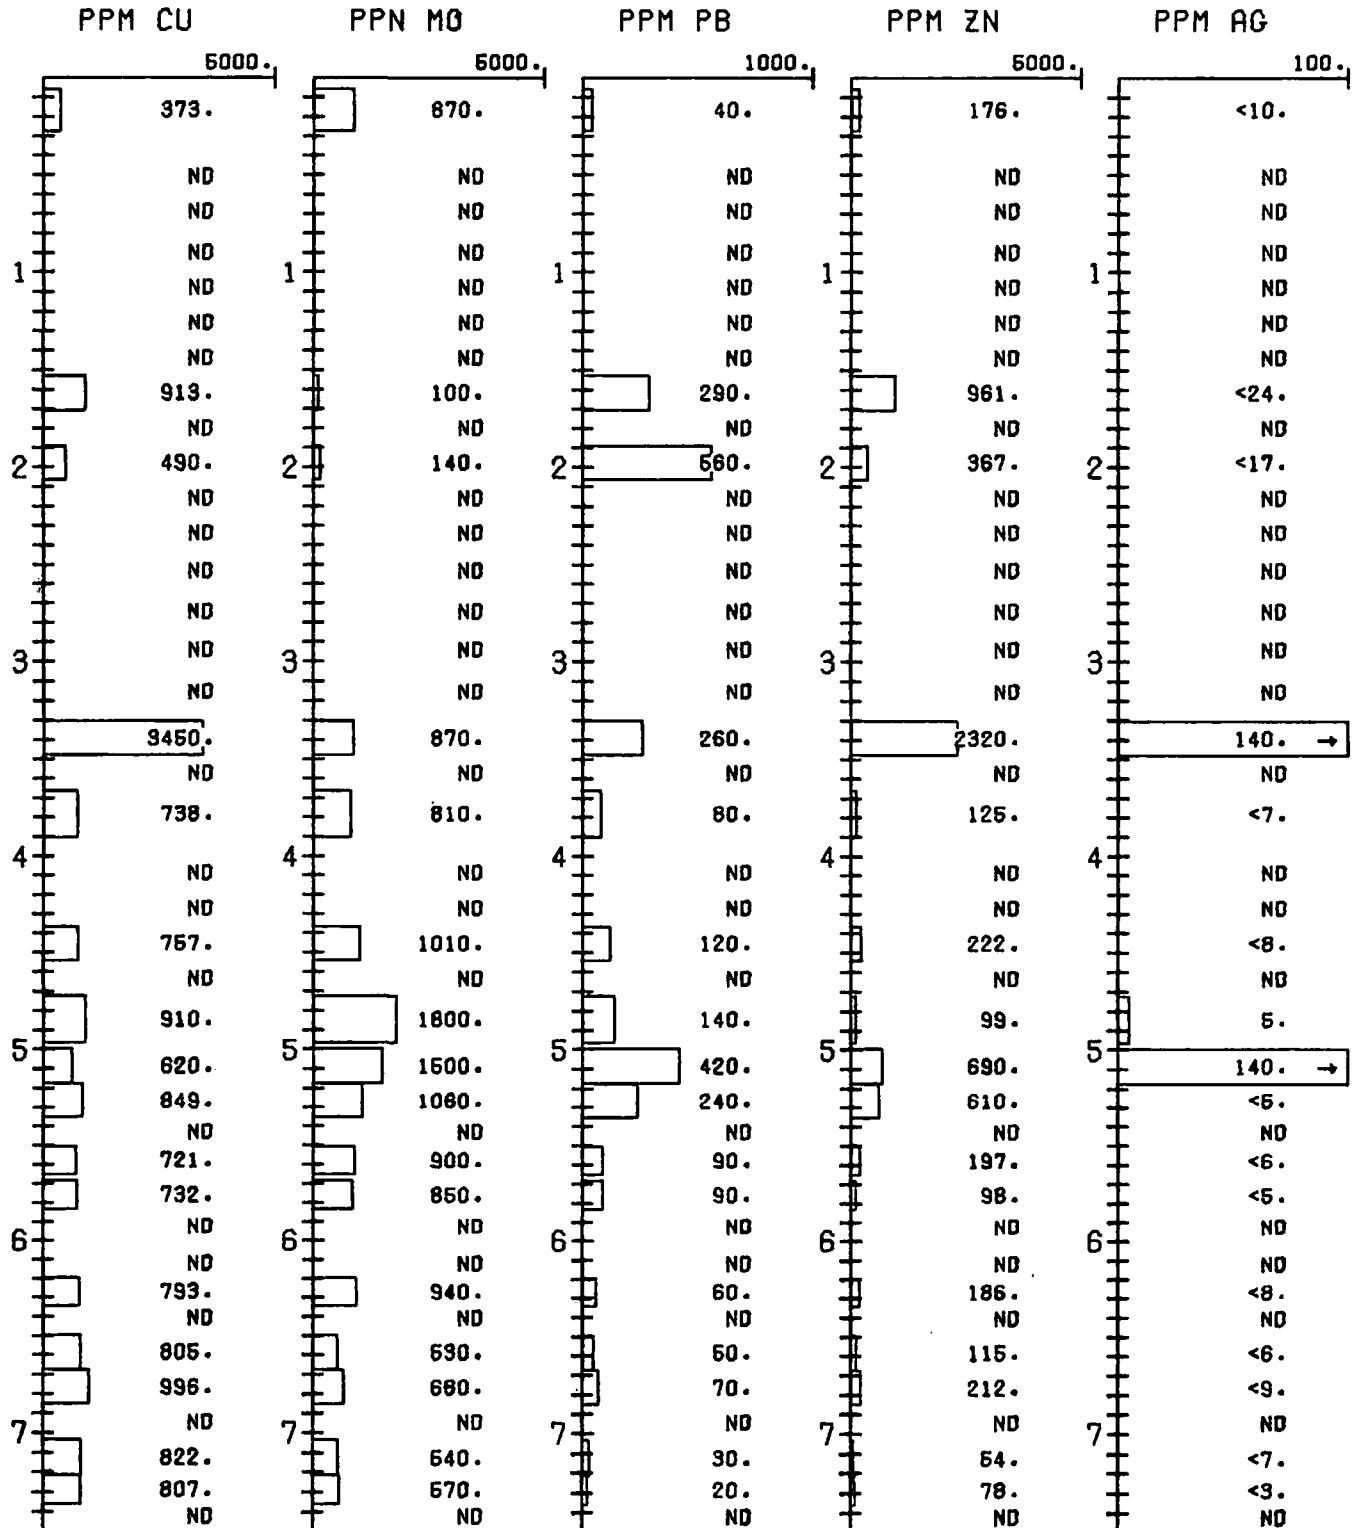 PPM CU PPN MO PPM PB PPM ZN PPM AG
5000. 5000. 1000. 5000. 100.
373. 870. 40. 176. <10.
ND ND ND ND ND
ND ND ND ND ND
ND ND ND ND ND
1 1 1 1 1
ND ND ND ND ND
ND ND ND ND ND
ND ND ND ND ND
913. 100. 290. 961. <24.
ND ND ND ND ND
2 490. 2 140. 2 560. 2 367. 2 <17.
ND ND ND ND ND
ND ND ND ND ND
ND ND ND ND ND
ND ND ND ND ND
ND ND ND ND ND
3 3 3 3 3
ND ND ND ND ND
3450. 870. 260. 2320. 140. →
ND ND ND ND ND
738. 810. 80. 125. <7.
4 4 4 4 4
ND ND ND ND ND
ND ND ND ND ND
757. 1010. 120. 222. <8.
ND ND ND ND ND
910. 1800. 140. 99. 5.
5 5 5 5 5
620. 1500. 420. 690. 140. →
849. 1060. 240. 610. <5.
ND ND ND ND ND
721. 900. 90. 197. <6.
732. 850. 90. 98. <5.
ND ND ND ND ND
6 6 6 6 6
ND ND ND ND ND
793. 940. 60. 186. <8.
ND ND ND ND ND
805. 530. 50. 115. <6.
996. 660. 70. 212. <9.
ND ND ND ND ND
7 7 7 7 7
822. 540. 30. 54. <7.
807. 570. 20. 78. <3.
ND ND ND ND ND